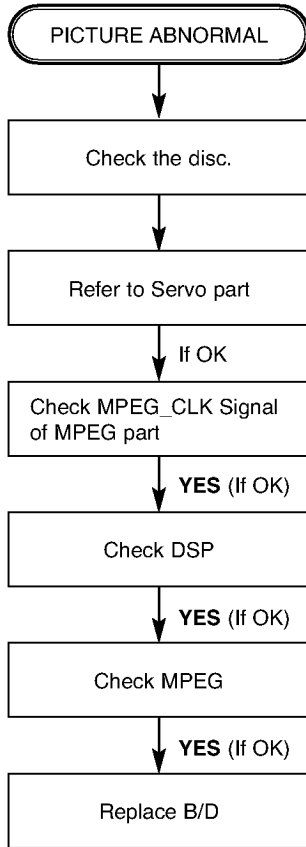 PICTURE ABNORMAL
Check the disc.
Refer to Servo part
If OK
Check MPEG_CLK Signal
of MPEG part
YES (If OK)
Check DSP
YES (If OK)
Check MPEG
YES (If OK)
Replace B/D